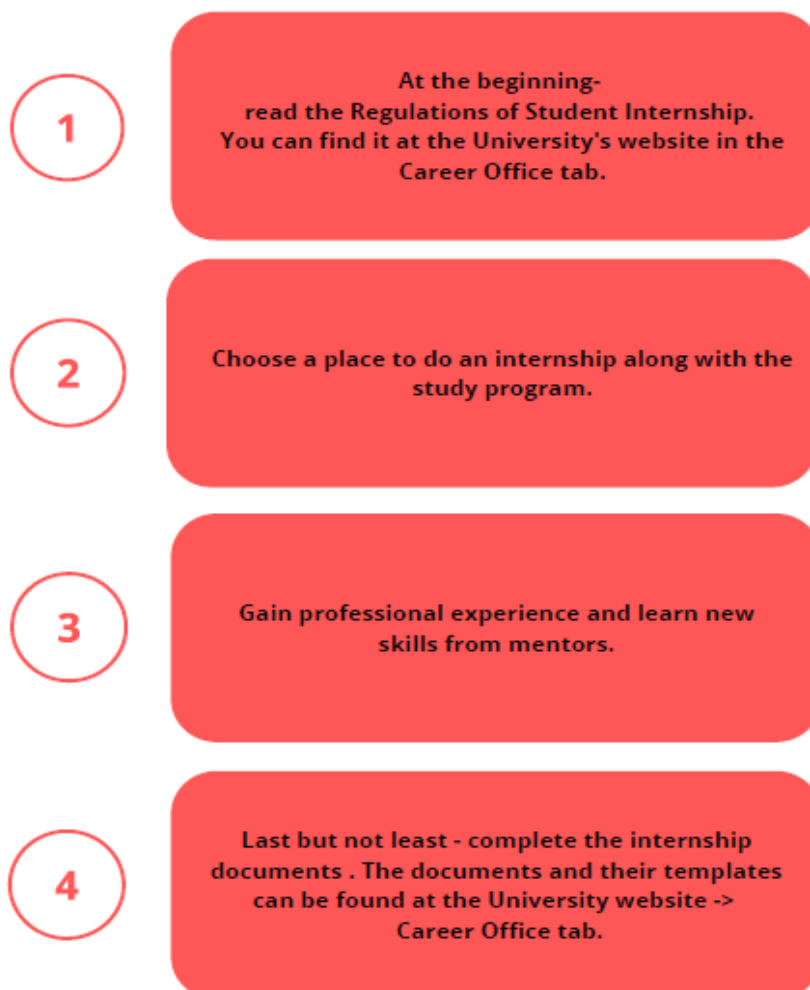 1
At the beginning-
read the Regulations of Student Internship.
You can find it at the University's website in the
Career Office tab.
2
Choose a place to do an internship along with the
study program.
3
Gain professional experience and learn new
skills from mentors.
4
Last but not least - complete the internship
documents . The documents and their templates
can be found at the University website ->
Career Office tab.